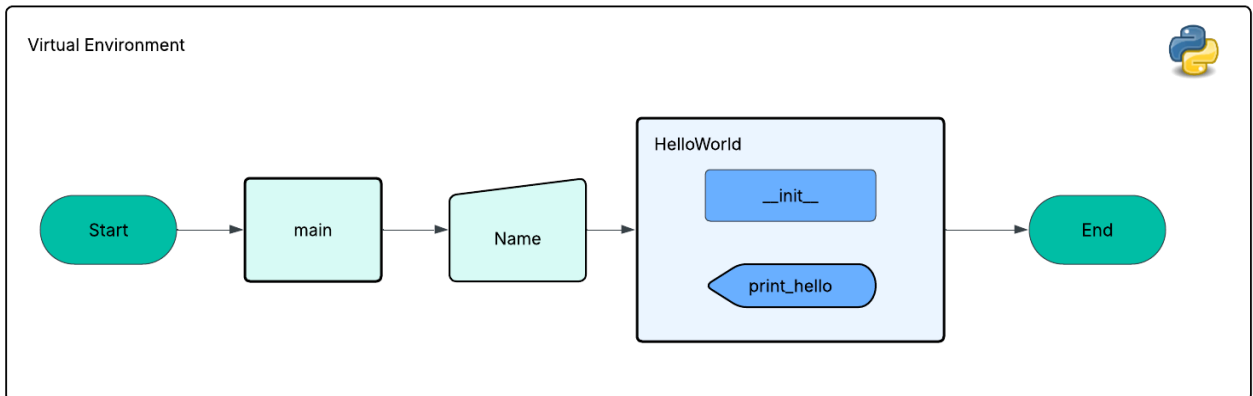 Virtual Environment
HelloWorld
__init__
Start
main
Name
End
print_hello